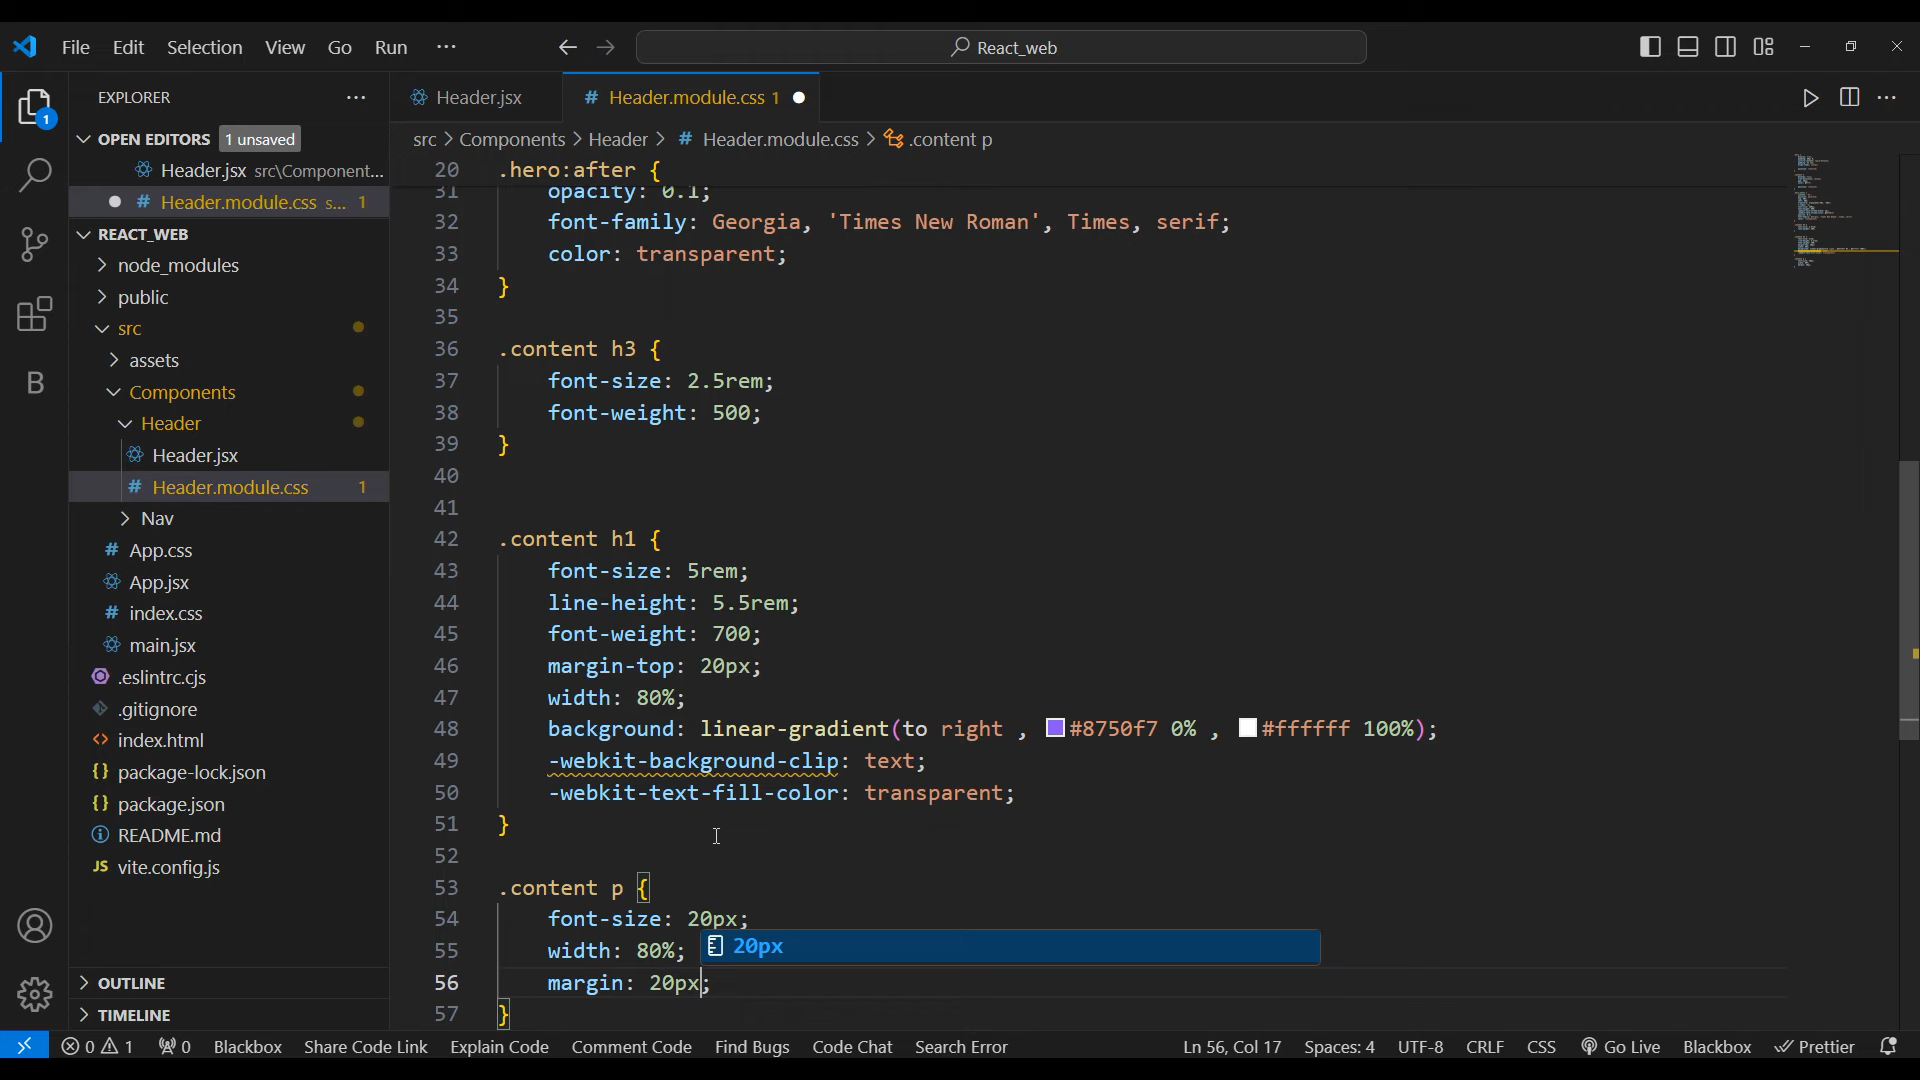 File Edit Selection View Go Run ···
React_web
EXPLORER ···
OPEN EDITORS 1 unsaved
Header.jsx src\Component...
# Header.module.css s... 1
REACT_WEB
node_modules
public
src
assets
Components
Header
Header.jsx
# Header.module.css 1
Nav
# App.css
App.jsx
# index.css
main.jsx
.eslintrc.cjs
.gitignore
<> index.html
{} package-lock.json
{} package.json
README.md
JS vite.config.js
OUTLINE
TIMELINE
1
B
Header.jsx
# Header.module.css 1
src > Components > Header > # Header.module.css > .content p
20 .hero:after {
31 opacity: 0.1;
32 font-family: Georgia, 'Times New Roman', Times, serif;
33 color: transparent;
34 }
35
36 .content h3 {
37 font-size: 2.5rem;
38 font-weight: 500;
39 }
40
41
42 .content h1 {
43 font-size: 5rem;
44 line-height: 5.5rem;
45 font-weight: 700;
46 margin-top: 20px;
47 width: 80%;
48 background: linear-gradient(to right , #8750f7 0% , #ffffff 100%);
49 -webkit-background-clip: text;
50 -webkit-text-fill-color: transparent;
51 }
52
53 .content p {
54 font-size: 20px;
55 width: 80%;
20px
56 margin: 20px;
57 }
0 1 0 Blackbox Share Code Link Explain Code Comment Code Find Bugs Code Chat Search Error Ln 56, Col 17 Spaces: 4 UTF-8 CRLF CSS Go Live Blackbox Prettier